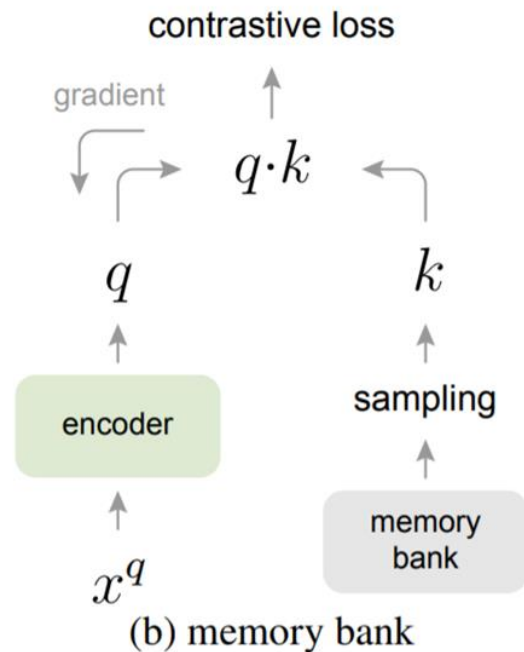 contrastive loss
gradient
q·k
q
k
encoder
sampling
memory
bank
x^q
(b) memory bank